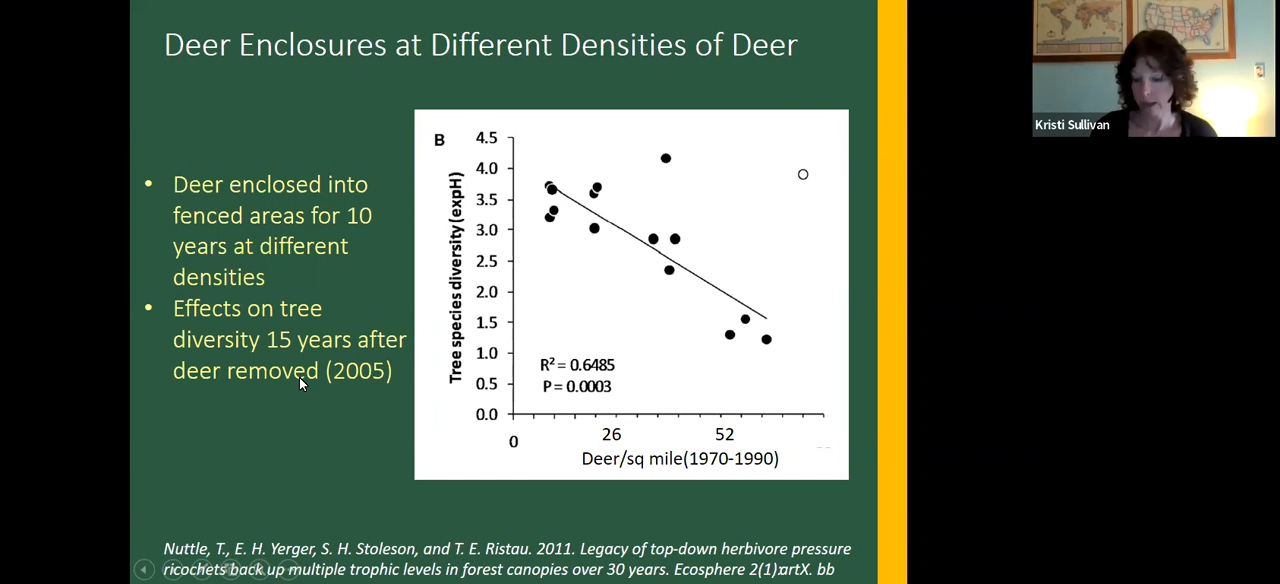 Deer Enclosures at Different Densities of Deer
Kristi Sullivan
• Deer enclosed into
fenced areas for 10
years at different
densities
• Effects on tree
diversity 15 years after
deer removed (2005)
B
Tree species diversity (expH)
4.5
4.0
3.5
3.0
2.5
2.0
1.5
1.0
0.5
0.0
R² = 0.6485
P = 0.0003
0
26
52
Deer/sq mile(1970-1990)
Nuttle, T., E. H. Yerger, S. H. Stoleson, and T. E. Ristau. 2011. Legacy of top-down herbivore pressure
ricochets back up multiple trophic levels in forest canopies over 30 years. Ecosphere 2(1):artX. bb